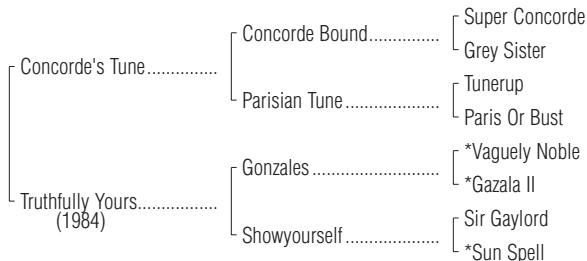 Super Concorde
Concorde Bound...............
Grey Sister
Concorde's Tune...............
Tunerup
Parisian Tune....................
Paris Or Bust
*Vaguely Noble
Gonzales..........................
*Gazala II
Truthfully Yours.................
(1984)
Sir Gaylord
Showyourself....................
*Sun Spell